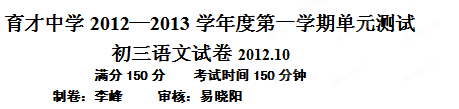 育才中学 2012—2013 学年度第一学期单元测试
初三语文试卷 2012.10
满分 150 分 考试时间 150 分钟
制卷：李峰 审核：易晓阳